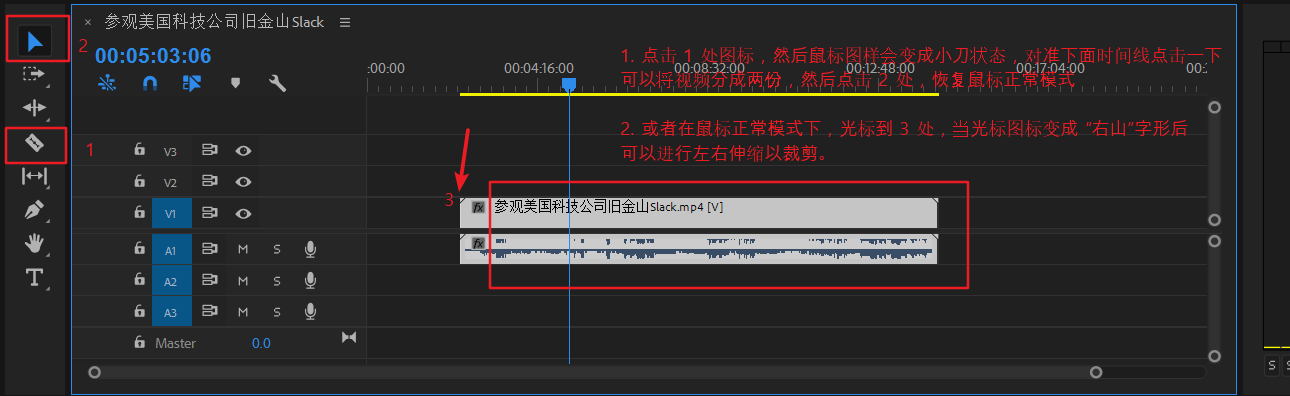 × 参观美国科技公司旧金山Slack ≡
2
00:05:03:06
:00:00 00:04:16:00 00:08:32:00 00:12:48:00 00:17:04:00 00:
1. 点击 1 处图标，然后鼠标图样会变成小刀状态，对准下面时间线点击一下
可以将视频分成两份，然后点击 2 处，恢复鼠标正常模式
2. 或者在鼠标正常模式下，光标到 3 处，当光标图标变成 “右山”字形后
可以进行左右伸缩以裁剪。
1
V3
V2
3
V1
fx 参观美国科技公司旧金山Slack.mp4 [V]
A1 M S
fx
A2 M S
A3 M S
Master 0.0
T
S S